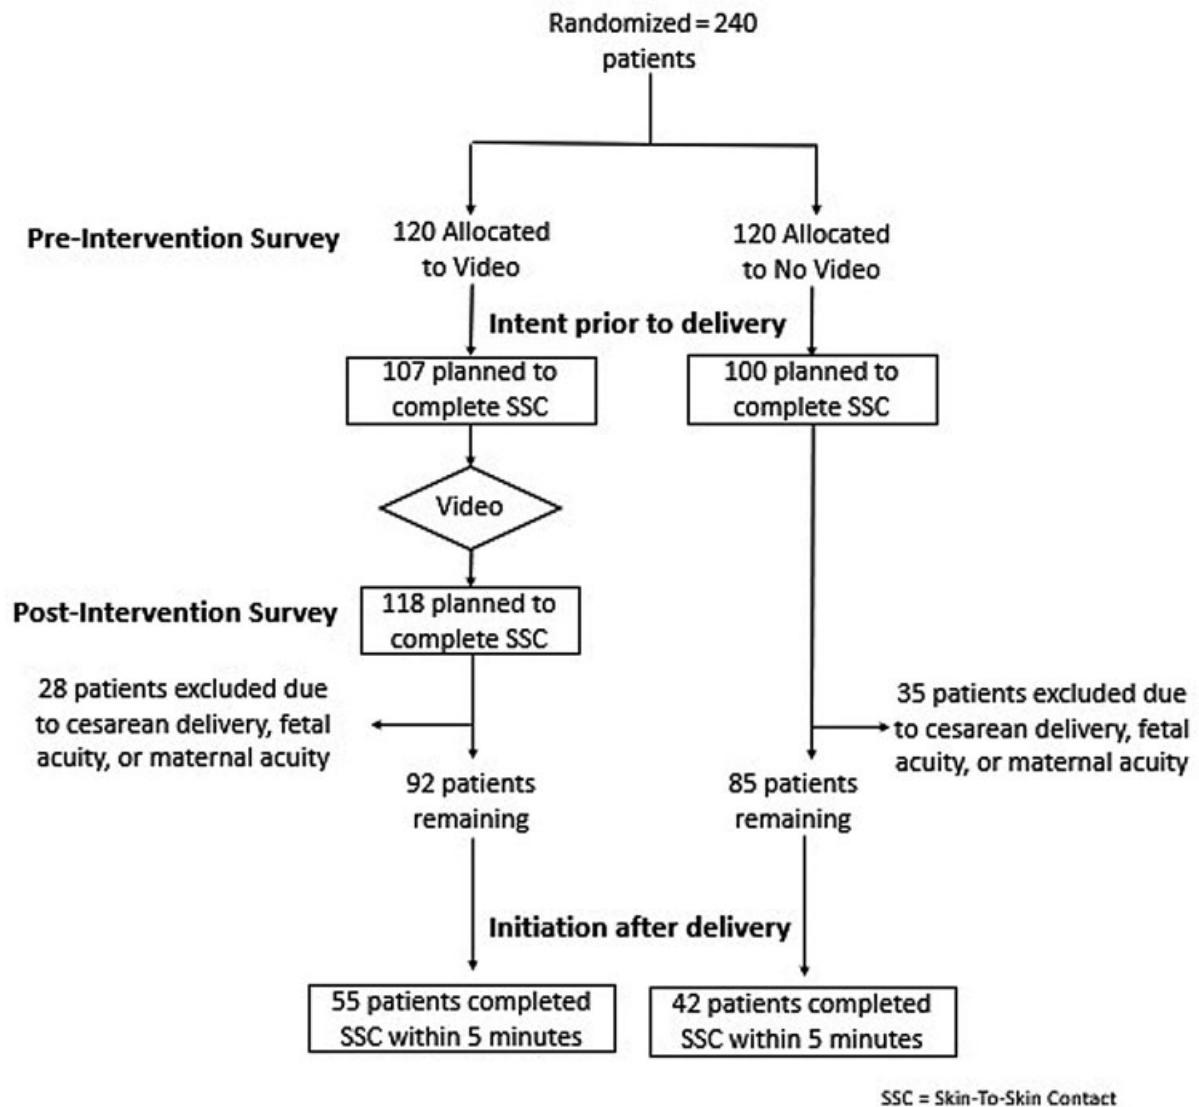 Randomized = 240
patients
Pre-Intervention Survey
120 Allocated
to Video
120 Allocated
to No Video
Intent prior to delivery
107 planned to
complete SSC
100 planned to
complete SSC
Video
Post-Intervention Survey
118 planned to
complete SSC
28 patients excluded due
to cesarean delivery, fetal
acuity, or maternal acuity
35 patients excluded due
to cesarean delivery, fetal
acuity, or maternal acuity
92 patients
remaining
85 patients
remaining
Initiation after delivery
55 patients completed
SSC within 5 minutes
42 patients completed
SSC within 5 minutes
SSC = Skin-To-Skin Contact